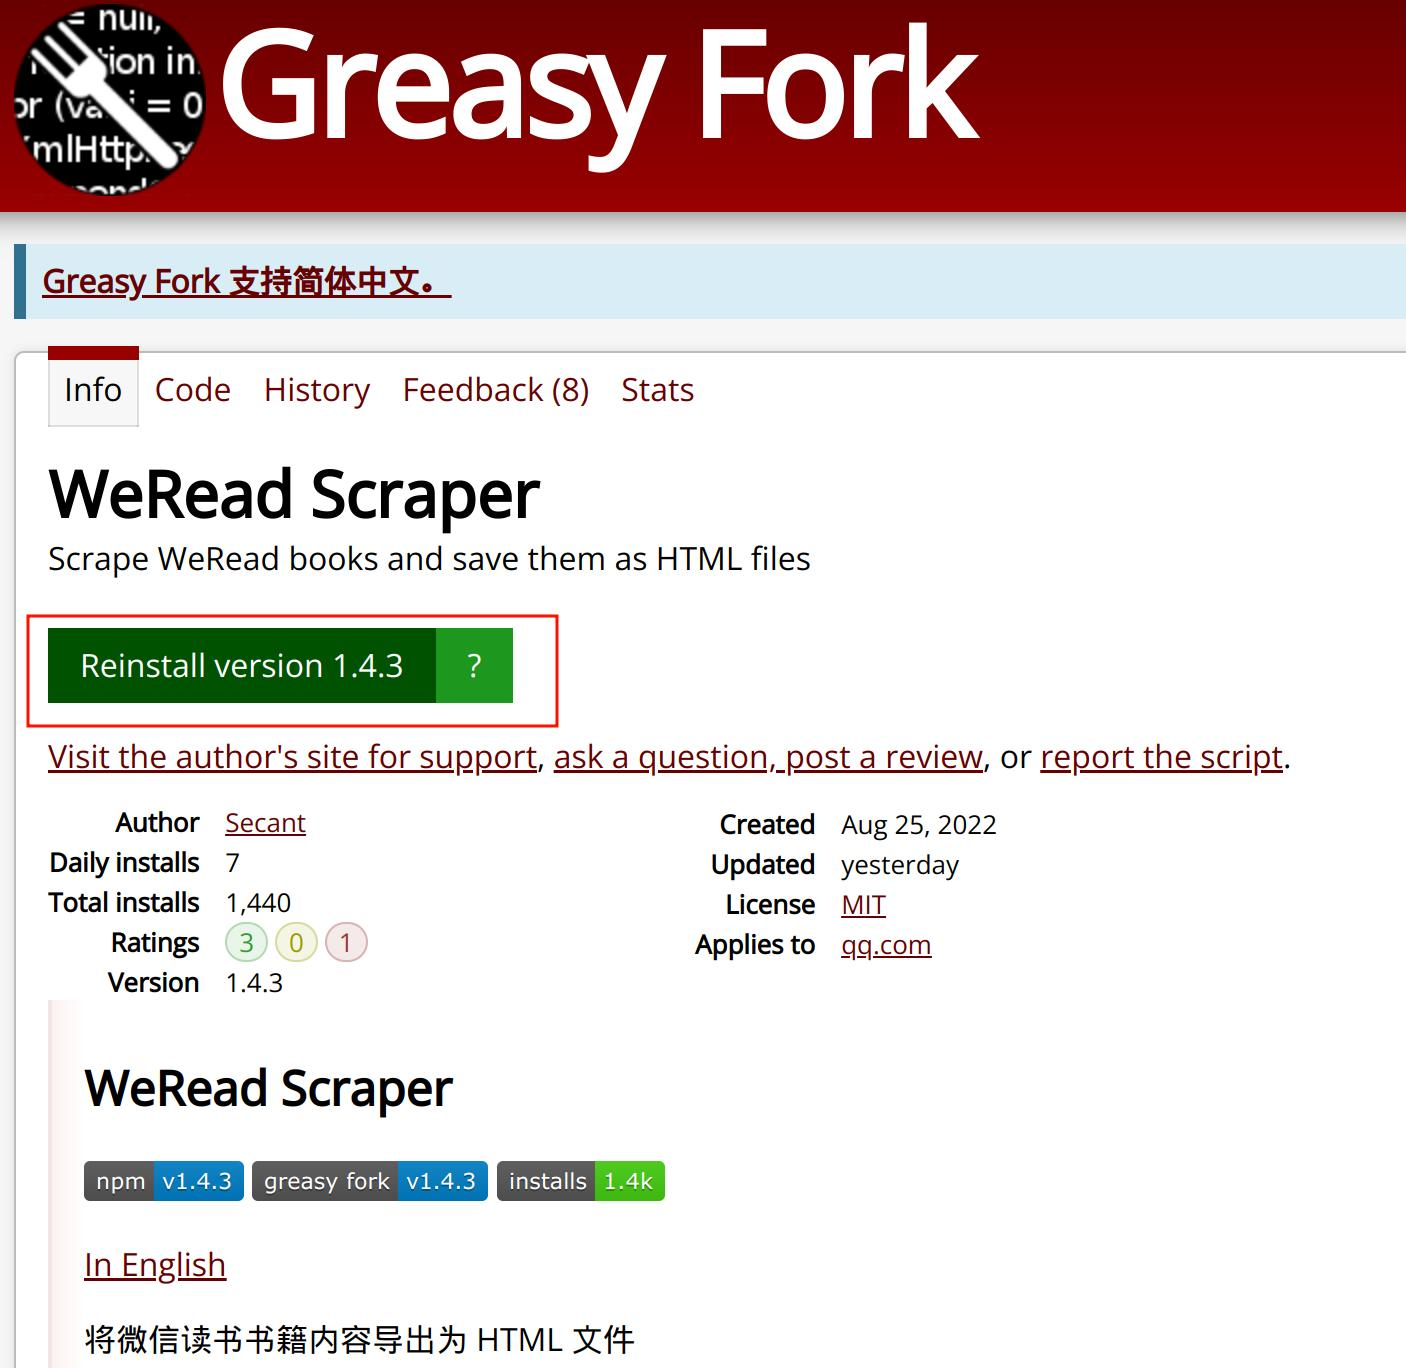 = null,
tion in
or (va i = 0
mlHttp
Greasy Fork
Greasy Fork 支持简体中文。
Info Code History Feedback (8) Stats
WeRead Scraper
Scrape WeRead books and save them as HTML files
Reinstall version 1.4.3 ?
Visit the author's site for support, ask a question, post a review, or report the script.
Author Secant
Daily installs 7
Total installs 1,440
Ratings 3 0 1
Version 1.4.3
Created Aug 25, 2022
Updated yesterday
License MIT
Applies to qq.com
WeRead Scraper
npm v1.4.3 greasy fork v1.4.3 installs 1.4k
In English
将微信读书书籍内容导出为 HTML 文件